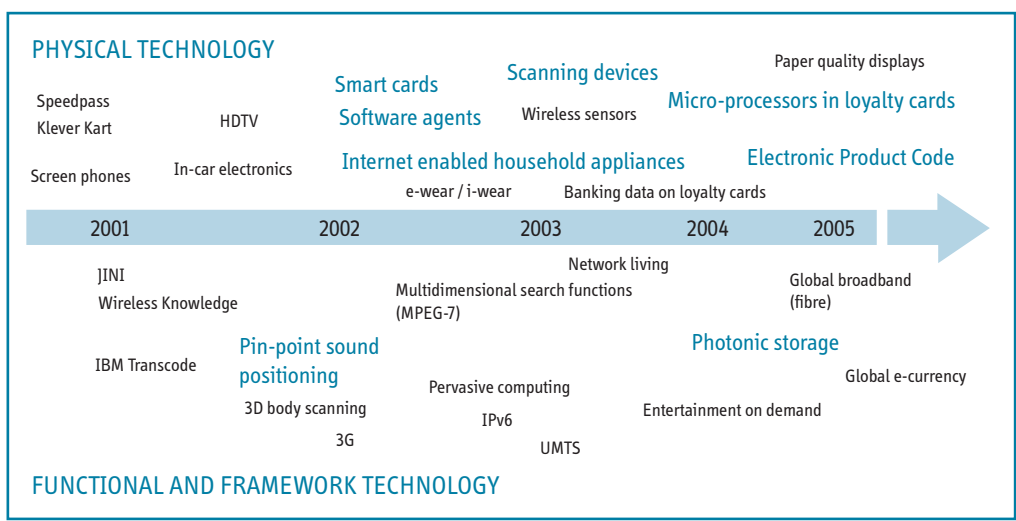 PHYSICAL TECHNOLOGY
Paper quality displays
Scanning devices
Smart cards
Micro-processors in loyalty cards
Speedpass
Software agents
Wireless sensors
Klever Kart
HDTV
Internet enabled household appliances
Electronic Product Code
Screen phones
In-car electronics
e-wear / i-wear
Banking data on loyalty cards
2001
2002
2003
2004
2005
JINI
Network living
Wireless Knowledge
Multidimensional search functions
(MPEG-7)
Global broadband
(fibre)
IBM Transcode
Pin-point sound
positioning
Photonic storage
Pervasive computing
Global e-currency
3D body scanning
IPv6
Entertainment on demand
3G
UMTS
FUNCTIONAL AND FRAMEWORK TECHNOLOGY